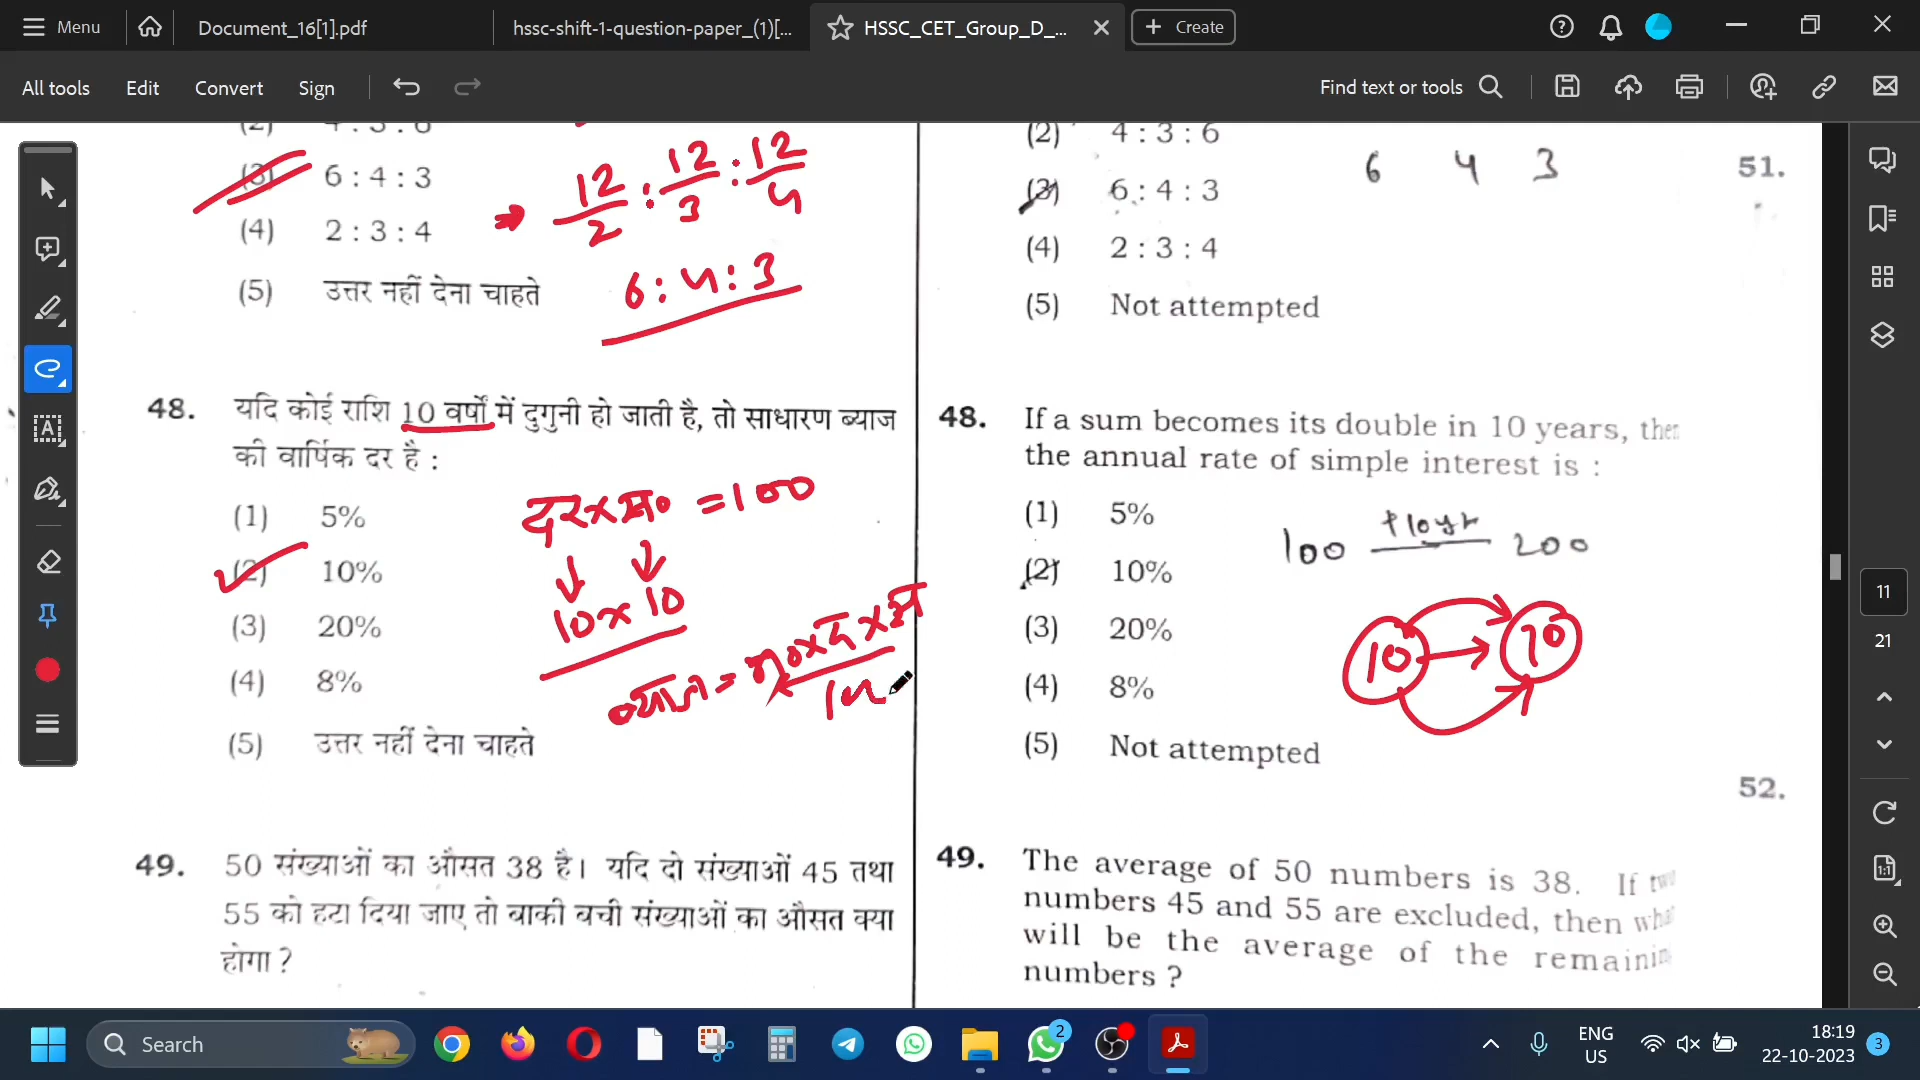 Menu
Document_16[1].pdf
hssc-shift-1-question-paper_(1)[...
HSSC_CET_Group_D_...
Create
All tools
Edit
Convert
Sign
Find text or tools
(3) 6 : 4 : 3
(4) 2 : 3 : 4
(5) उत्तर नहीं देना चाहते
12/2 : 12/3 : 12/4
6 : 4 : 3
48. यदि कोई राशि 10 वर्षों में दुगुनी हो जाती है, तो साधारण ब्याज
की वार्षिक दर है :
(1) 5%
(2) 10%
(3) 20%
(4) 8%
(5) उत्तर नहीं देना चाहते
= 100
10 × 10
49. 50 संख्याओं का औसत 38 है। यदि दो संख्याओं 45 तथा
55 को हटा दिया जाए तो बाकी बची संख्याओं का औसत क्या
होगा ?
(2) 4 : 3 : 6
(3) 6 : 4 : 3
(4) 2 : 3 : 4
(5) Not attempted
6 4 3
48. If a sum becomes its double in 10 years, then
the annual rate of simple interest is :
(1) 5%
(2) 10%
(3) 20%
(4) 8%
(5) Not attempted
100 200
10 10
49. The average of 50 numbers is 38. If two
numbers 45 and 55 are excluded, then
will be the average of the
numbers ?
51.
52.
11
21
Search
2
ENG
US
18:19
22-10-2023
3